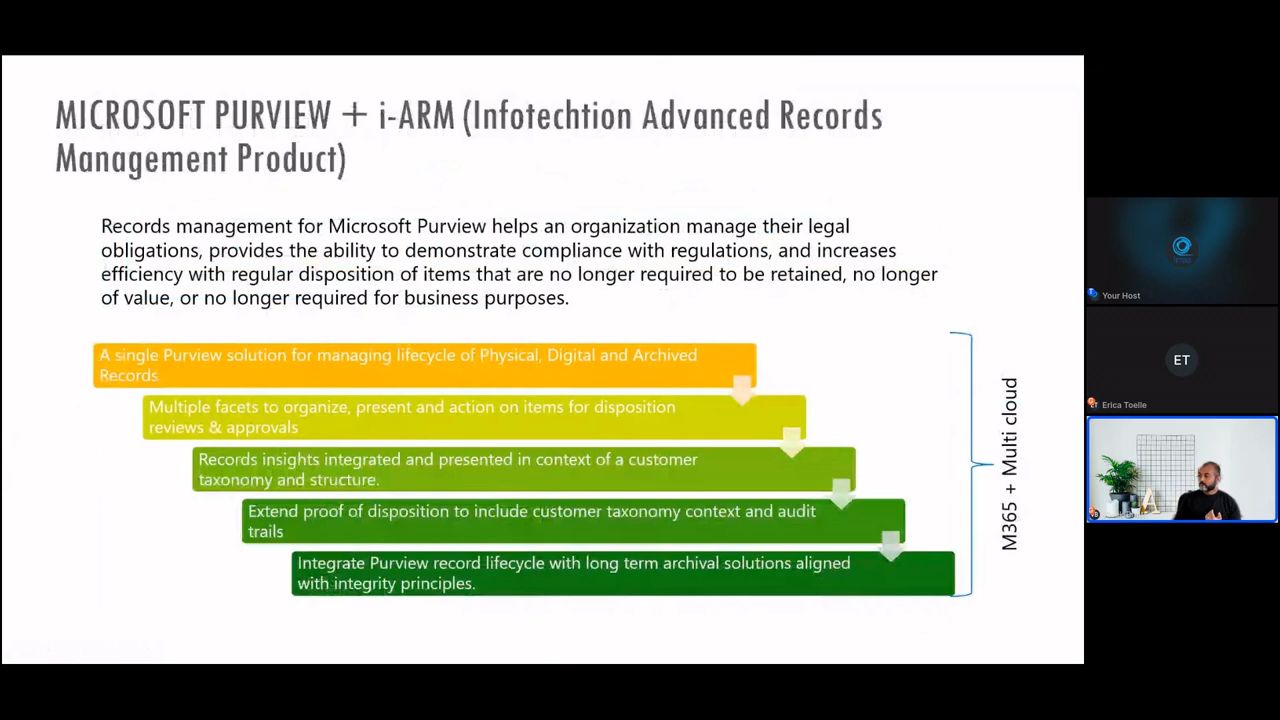 MICROSOFT PURVIEW + i-ARM (Infotechtion Advanced Records
Management Product)
Records management for Microsoft Purview helps an organization manage their legal
obligations, provides the ability to demonstrate compliance with regulations, and increases
efficiency with regular disposition of items that are no longer required to be retained, no longer
of value, or no longer required for business purposes.
A single Purview solution for managing lifecycle of Physical, Digital and Archived
Records
Multiple facets to organize, present and action on items for disposition
reviews & approvals
Records insights integrated and presented in context of a customer
taxonomy and structure.
Extend proof of disposition to include customer taxonomy context and audit
trails
Integrate Purview record lifecycle with long term archival solutions aligned
with integrity principles.
M365 + Multi cloud
Your Host
ET
Erica Toelle